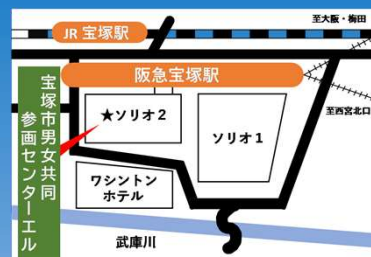 至大阪・梅田
JR 宝塚駅
阪急宝塚駅
至西宮北口
宝塚市男女共同
参画センターエル
★ソリオ2
ソリオ1
ワシントン
ホテル
武庫川